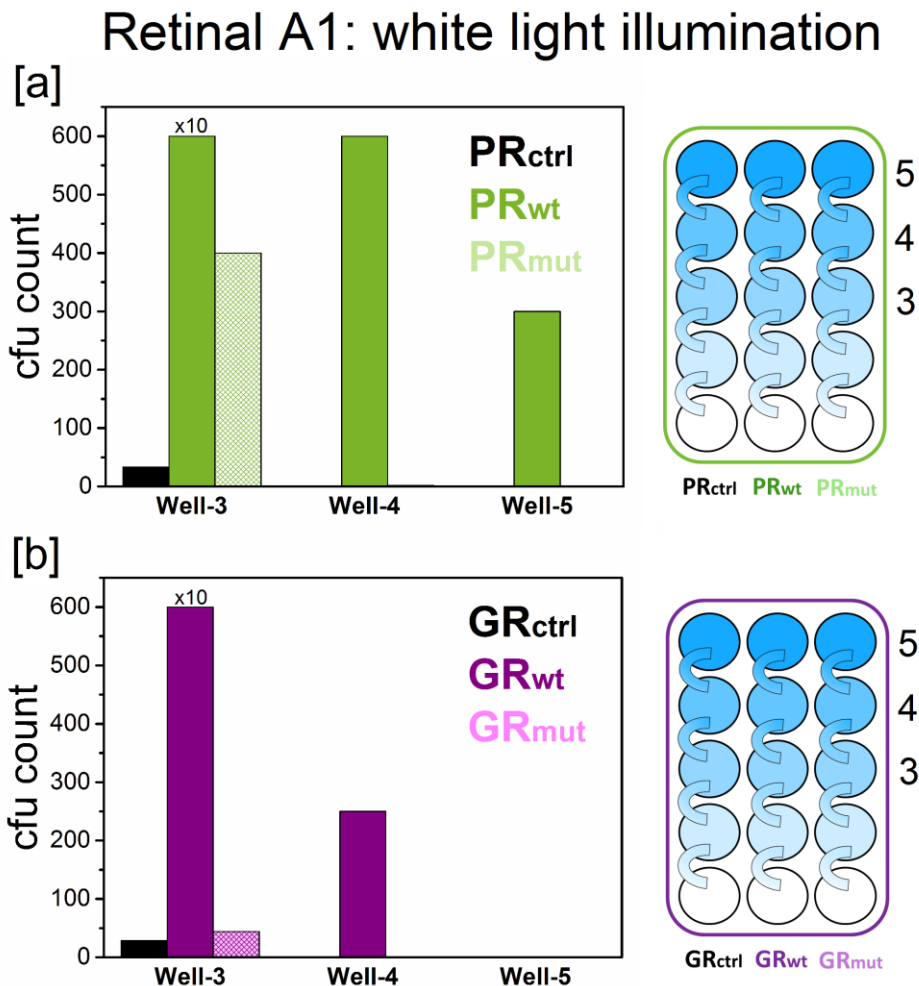 Retinal A1: white light illumination
[a]
x10
600
500
400
300
200
100
0
cfu count
PRctrl
PRwt
PRmut
Well-3 Well-4 Well-5
5
4
3
PRctrl PRwt PRmut
[b]
x10
600
500
400
300
200
100
0
cfu count
GRctrl
GRwt
GRmut
Well-3 Well-4 Well-5
5
4
3
GRctrl GRwt GRmut